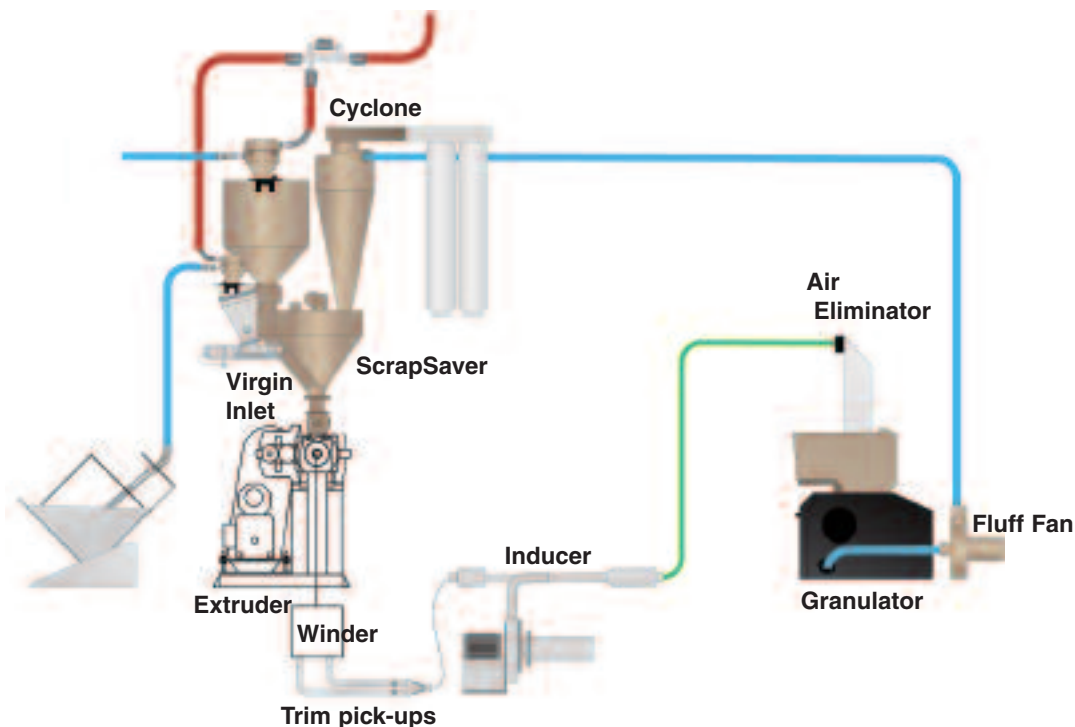 Cyclone
Air
Eliminator
ScrapSaver
Virgin
Inlet
Fluff Fan
Inducer
Extruder
Granulator
Winder
Trim pick-ups